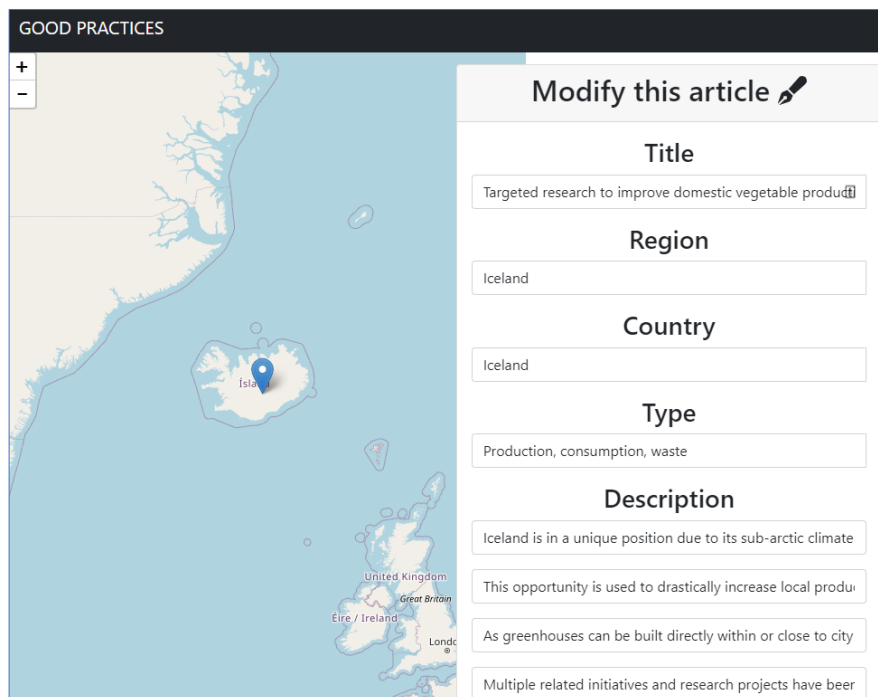 GOOD PRACTICES
+
−
Modify this article
Title
Targeted research to improve domestic vegetable producti
Region
Iceland
Country
Iceland
Type
Production, consumption, waste
Description
Iceland is in a unique position due to its sub-arctic climate
This opportunity is used to drastically increase local produc
As greenhouses can be built directly within or close to city
Multiple related initiatives and research projects have been
Ísland
United Kingdom
Great Britain
Éire / Ireland
Londo